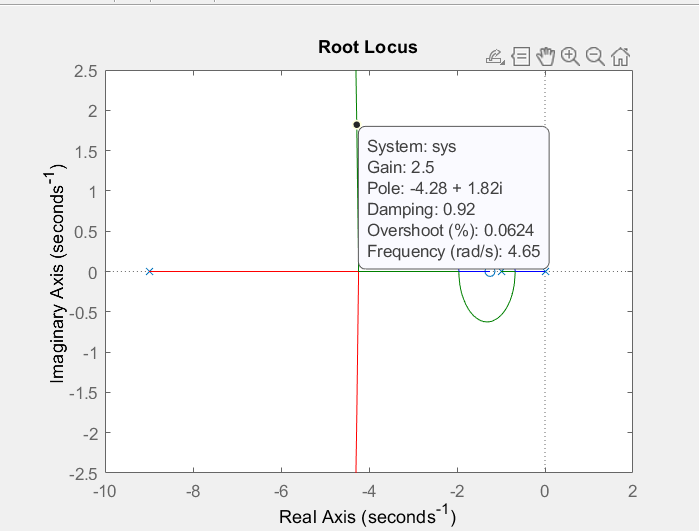 Root Locus
2.5
2
1.5
1
0.5
0
-0.5
-1
-1.5
-2
-2.5
Imaginary Axis (seconds-1)
System: sys
Gain: 2.5
Pole: -4.28 + 1.82i
Damping: 0.92
Overshoot (%): 0.0624
Frequency (rad/s): 4.65
-10 -8 -6 -4 -2 0 2
Real Axis (seconds-1)